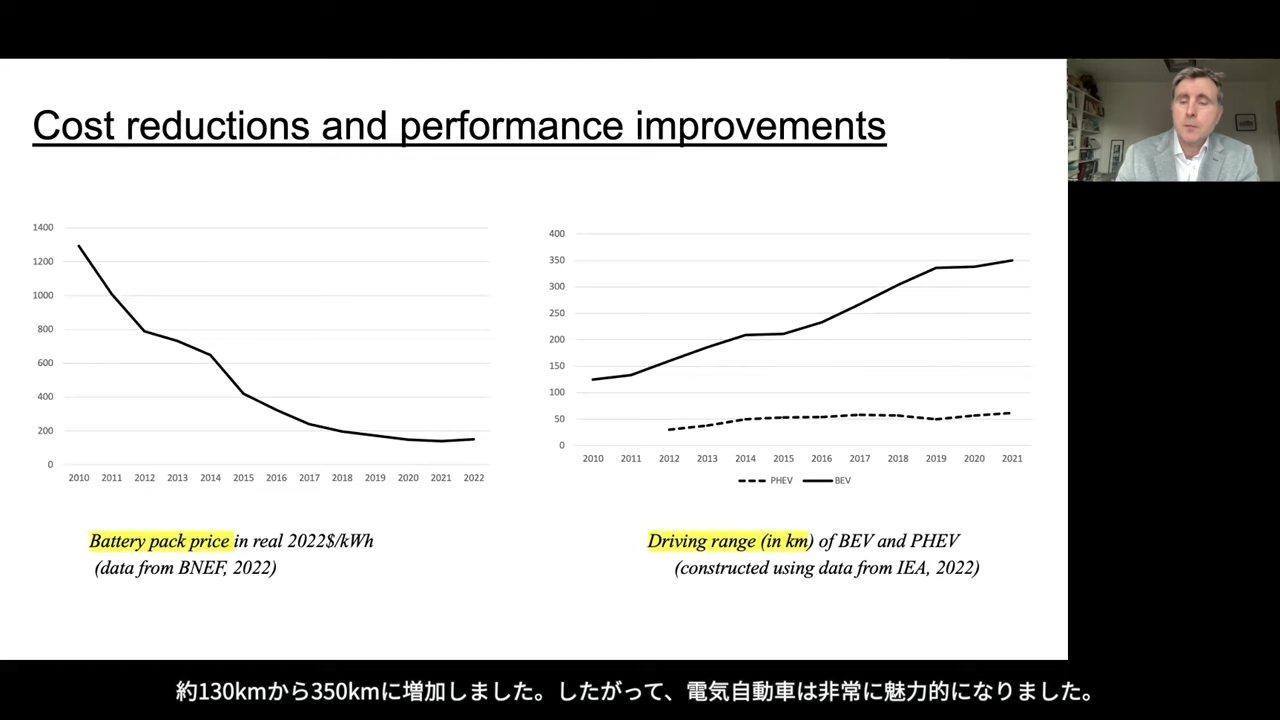 Cost reductions and performance improvements
1400
1200
1000
800
600
400
200
0
2010 2011 2012 2013 2014 2015 2016 2017 2018 2019 2020 2021 2022
Battery pack price in real 2022$/kWh
(data from BNEF, 2022)
400
350
300
250
200
150
100
50
0
2010 2011 2012 2013 2014 2015 2016 2017 2018 2019 2020 2021
PHEV BEV
Driving range (in km) of BEV and PHEV
(constructed using data from IEA, 2022)
約130kmから350kmに増加しました。したがって、電気自動車は非常に魅力的になりました。